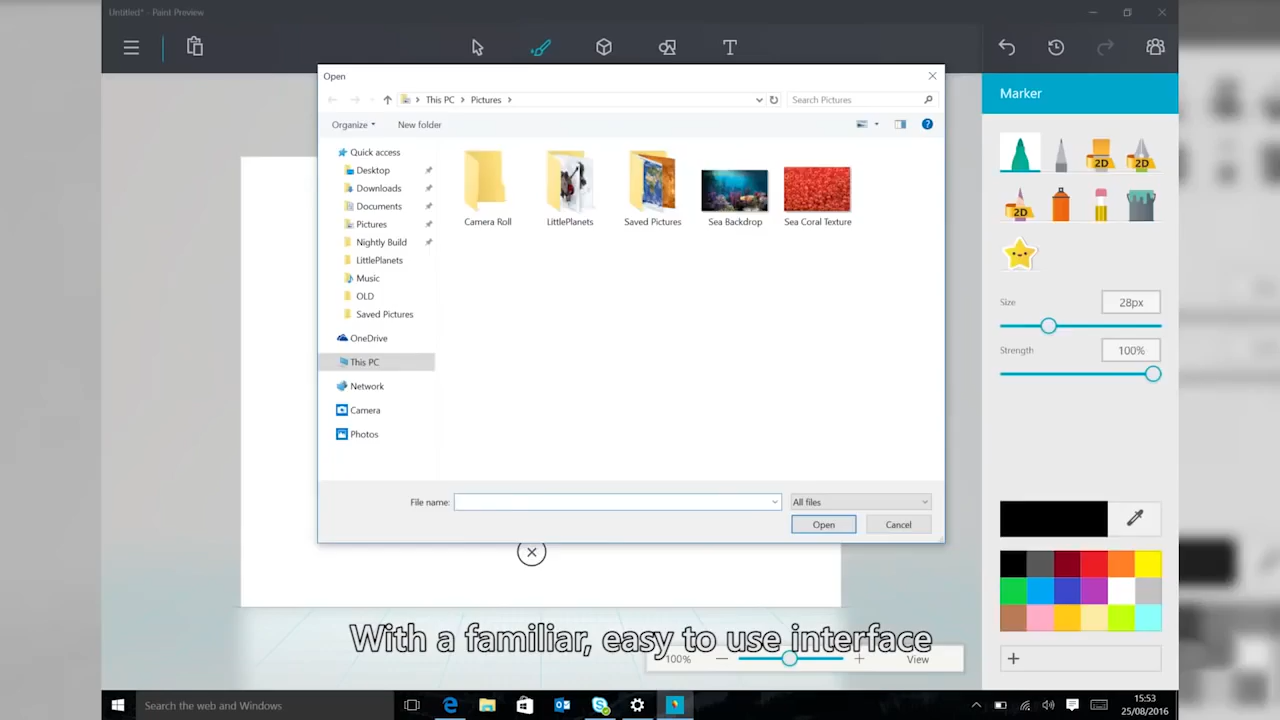 Untitled* - Paint Preview
Open
This PC
Pictures
Search Pictures
Organize
New folder
Marker
Quick access
Desktop
Downloads
Documents
Pictures
Nightly Build
LittlePlanets
Music
OLD
Saved Pictures
OneDrive
This PC
Network
Camera
Photos
Camera Roll
LittlePlanets
Saved Pictures
Sea Backdrop
Sea Coral Texture
2D
2D
2D
Size
28px
Strength
100%
File name:
All files
Open
Cancel
With a familiar, easy to use interface
100%
View
Search the web and Windows
15:53
25/08/2016